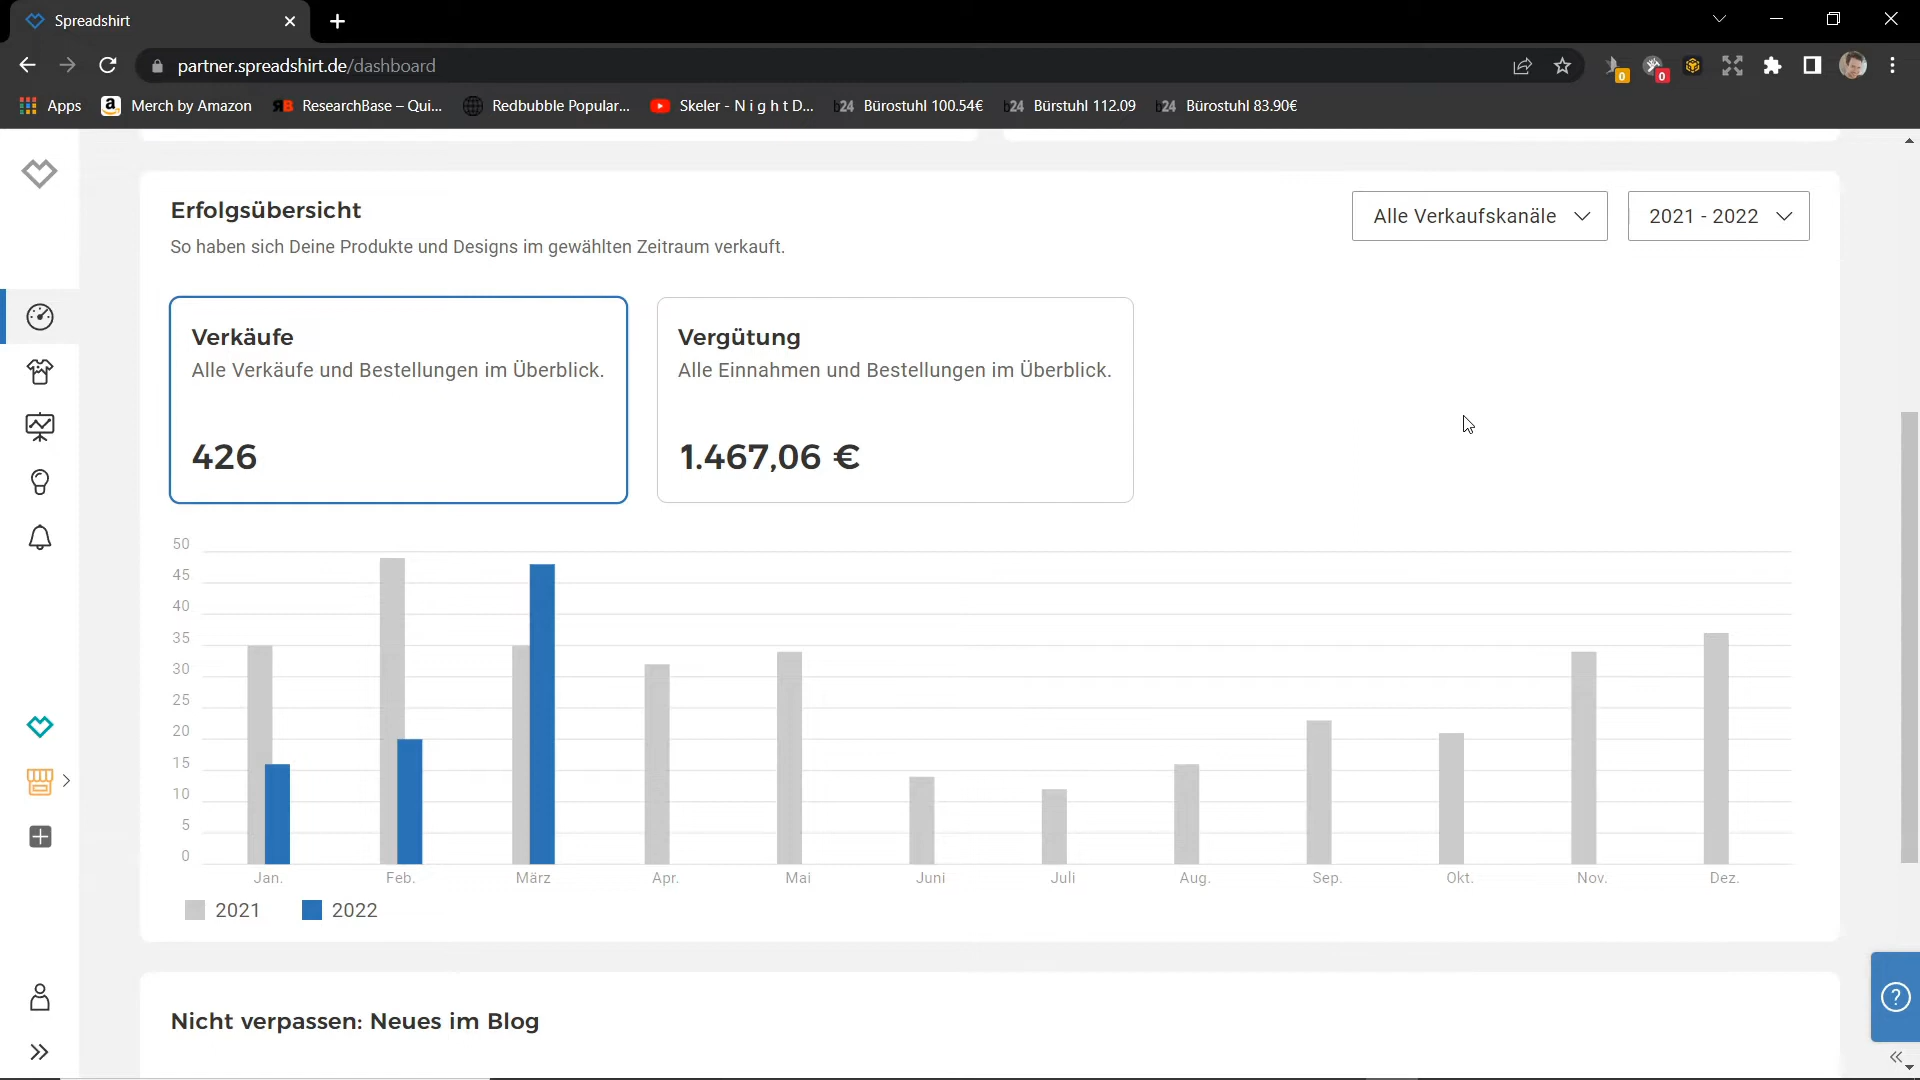 Spreadshirt
partner.spreadshirt.de/dashboard
0
0
Apps
Merch by Amazon
ResearchBase – Qui...
Redbubble Popular...
Skeler - N i g h t D...
Bürostuhl 100.54€
Bürstuhl 112.09
Bürostuhl 83.90€
Erfolgsübersicht
So haben sich Deine Produkte und Designs im gewählten Zeitraum verkauft.
Alle Verkaufskanäle
2021 - 2022
Verkäufe
Alle Verkäufe und Bestellungen im Überblick.
426
Vergütung
Alle Einnahmen und Bestellungen im Überblick.
1.467,06 €
50
45
40
35
30
25
20
15
10
5
0
Jan. Feb. März Apr. Mai Juni Juli Aug. Sep. Okt. Nov. Dez.
2021 2022
Nicht verpassen: Neues im Blog